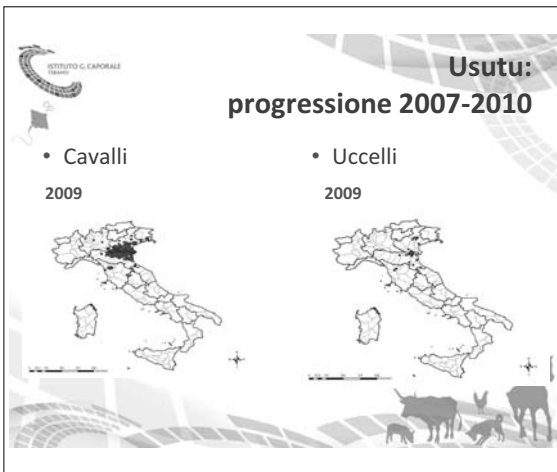 ISTITUTO G. CAPORALE
TERAMO
Usutu:
progressione 2007-2010
• Cavalli
2009
• Uccelli
2009